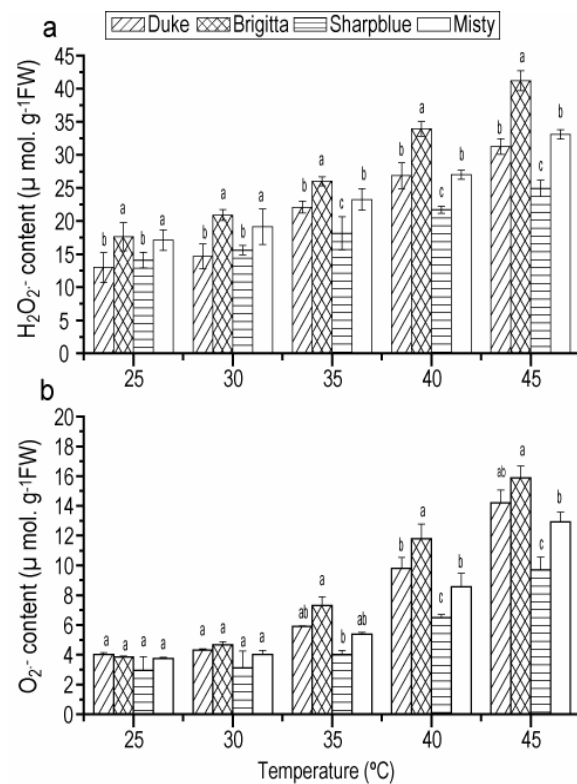 Duke Brigitta Sharpblue Misty
a
H₂O₂·- content (μ mol. g⁻¹FW)
45
40
35
30
25
20
15
10
5
0
b a b a
b a b a
b a c b
b a c b
b a c b
25 30 35 40 45
b
O₂·- content (μ mol. g⁻¹FW)
20
18
16
14
12
10
8
6
4
2
0
a a a a
a a a a
ab a b ab
b a c b
ab a c b
25 30 35 40 45
Temperature (ºC)